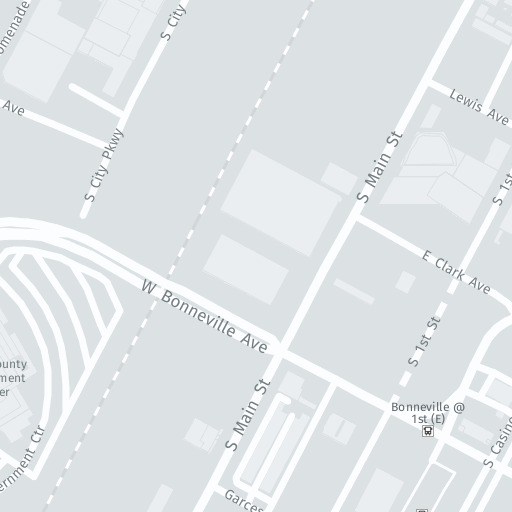 omenade
S City
Ave
S City Pkwy
Lewis Ave
S Main St
S 1st
E Clark Ave
W Bonneville Ave
S 1st St
ounty
ment
er
S Main St
Bonneville @
1st (E)
S Casino
ernment Ctr
Garces